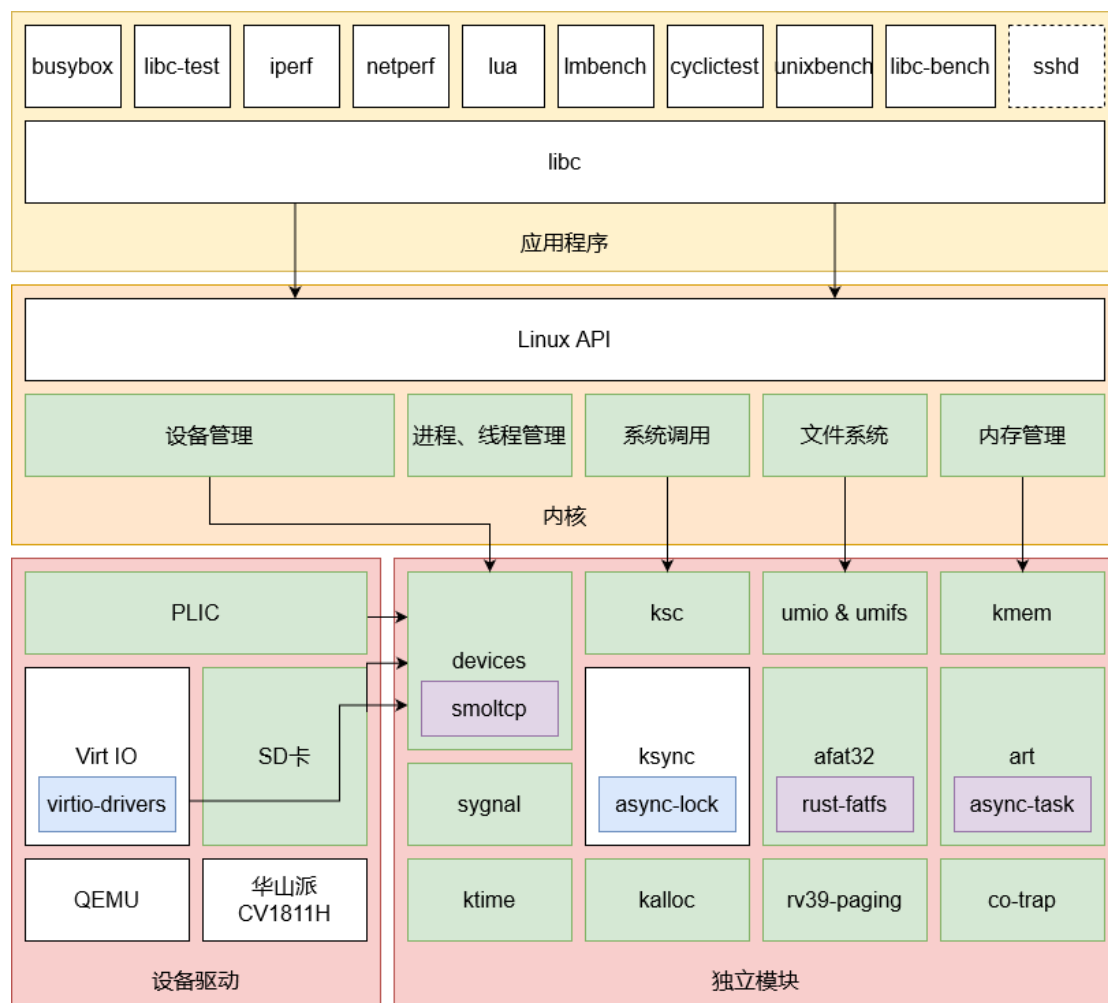 busybox
libc-test
iperf
netperf
lua
lmbench
cyclictest
unixbench
libc-bench
sshd
libc
应用程序
Linux API
设备管理
进程、线程管理
系统调用
文件系统
内存管理
内核
PLIC
Virt IO
virtio-drivers
SD卡
QEMU
华山派
CV1811H
设备驱动
devices
smoltcp
ksc
umio & umifs
kmem
sygnal
ksync
async-lock
afat32
rust-fatfs
art
async-task
ktime
kalloc
rv39-paging
co-trap
独立模块